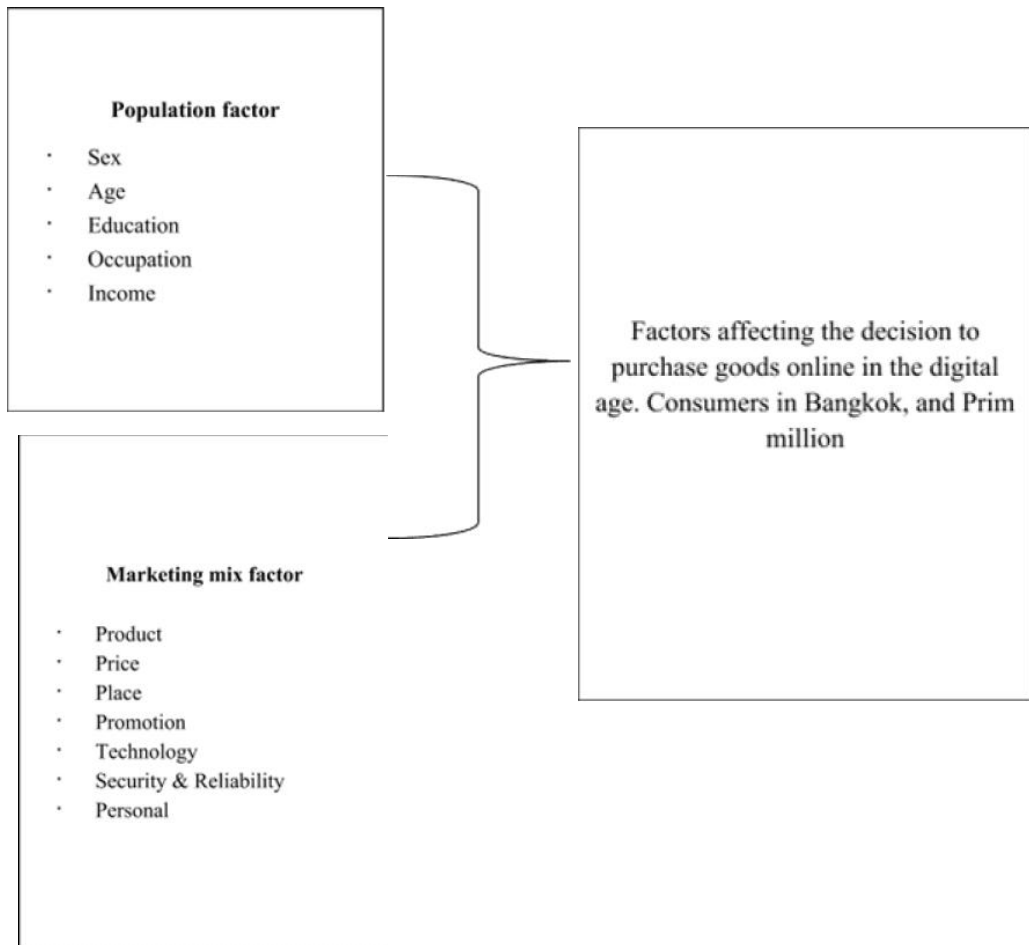 Population factor
· Sex
· Age
· Education
· Occupation
· Income
Marketing mix factor
· Product
· Price
· Place
· Promotion
· Technology
· Security & Reliability
· Personal
Factors affecting the decision to
purchase goods online in the digital
age. Consumers in Bangkok, and Prim
million